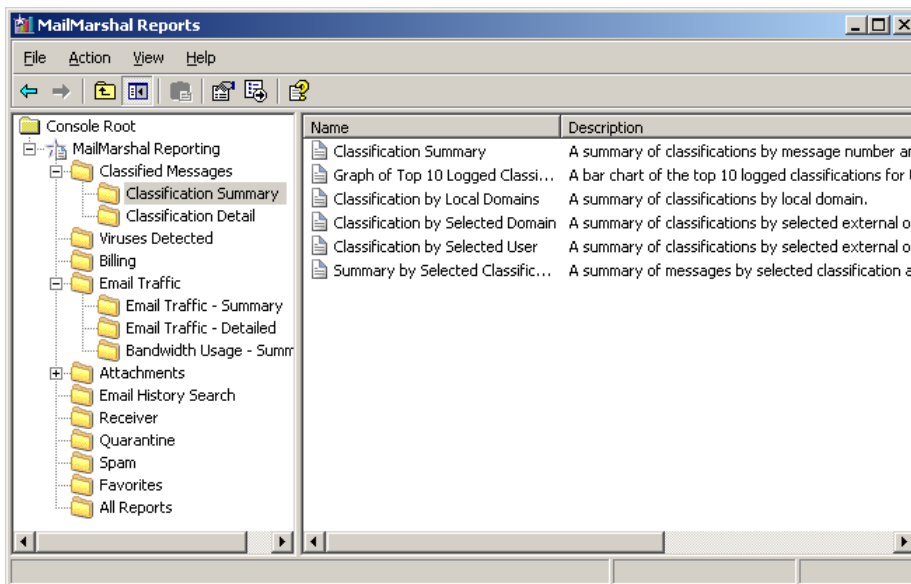 MailMarshal Reports
File Action View Help
Console Root
MailMarshal Reporting
Classified Messages
Classification Summary
Classification Detail
Viruses Detected
Billing
Email Traffic
Email Traffic - Summary
Email Traffic - Detailed
Bandwidth Usage - Summ
Attachments
Email History Search
Receiver
Quarantine
Spam
Favorites
All Reports
Name Description
Classification Summary A summary of classifications by message number
Graph of Top 10 Logged Classi... A bar chart of the top 10 logged classifications for
Classification by Local Domains A summary of classifications by local domain.
Classification by Selected Domain A summary of classifications by selected external
Classification by Selected User A summary of classifications by selected external
Summary by Selected Classific... A summary of messages by selected classification